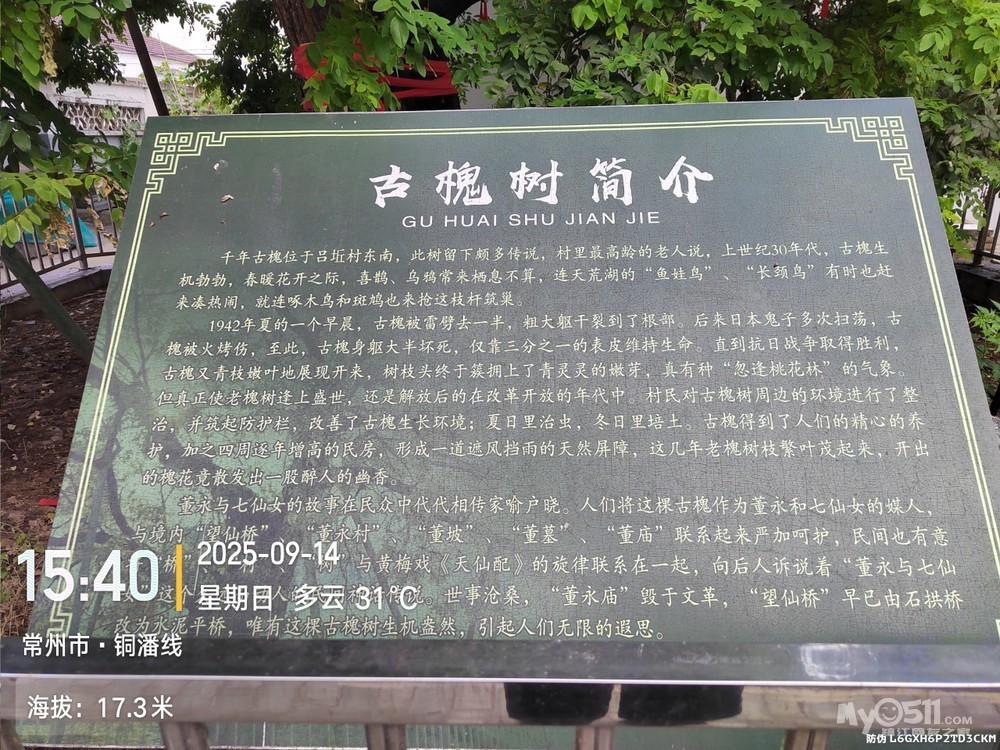 古槐树简介
GU HUAI SHU JIAN JIE
千年古槐位于吕坵村东南，此树留下颇多传说，村里最高龄的老人说，上世纪30年代，古槐生
机勃勃，春暖花开之际，喜鹊、乌鸦常来栖息不算，连天荒湖的“鱼娃鸟”、“长颈鸟”有时也赶
来凑热闹，就连啄木鸟和斑鸠也来抢这枝杆筑巢。
1942年夏的一个早晨，古槐被雷劈去一半，粗大躯干裂到了根部。后来日本鬼子多次扫荡，古
槐被火烤伤，至此，古槐身躯大半坏死，仅靠三分之一的表皮维持生命。直到抗日战争取得胜利，
古槐又青枝嫩叶地展现开来，树枝头终于簇拥上了青灵灵的嫩芽，真有种“忽逢桃花林”的气象。
但真正使老槐树逢上盛世，还是解放后的在改革开放的年代中。村民对古槐树周边的环境进行了整
治，并筑起防护栏，改善了古槐生长环境；夏日里治虫，冬日里培土。古槐得到了人们的精心的养
护，加之四周逐年增高的民房，形成一道遮风挡雨的天然屏障，这几年老槐树枝繁叶茂起来，开出
的槐花竟散发出一股醉人的幽香。
董永与七仙女的故事在民众中代代相传家喻户晓。人们将这棵古槐作为董永和七仙女的媒人，
与境内“望仙桥”、“董永村”、“董坡”、“董墓”、“董庙”联系起来严加呵护，民间也有意
桥” 树”与黄梅戏《天仙配》的旋律联系在一起，向后人诉说着“董永与七仙
这个 人的 说。世事沧桑，“董永庙”毁于文革，“望仙桥”早已由石拱桥
改为水泥平桥，唯有这棵古槐树生机盎然，引起人们无限的遐思。
15:40
2025-09-14
星期日 多云 31℃
常州市·铜潘线
海拔：17.3米
My0511.COM
防伪 L6GXH6P2TD3CKM